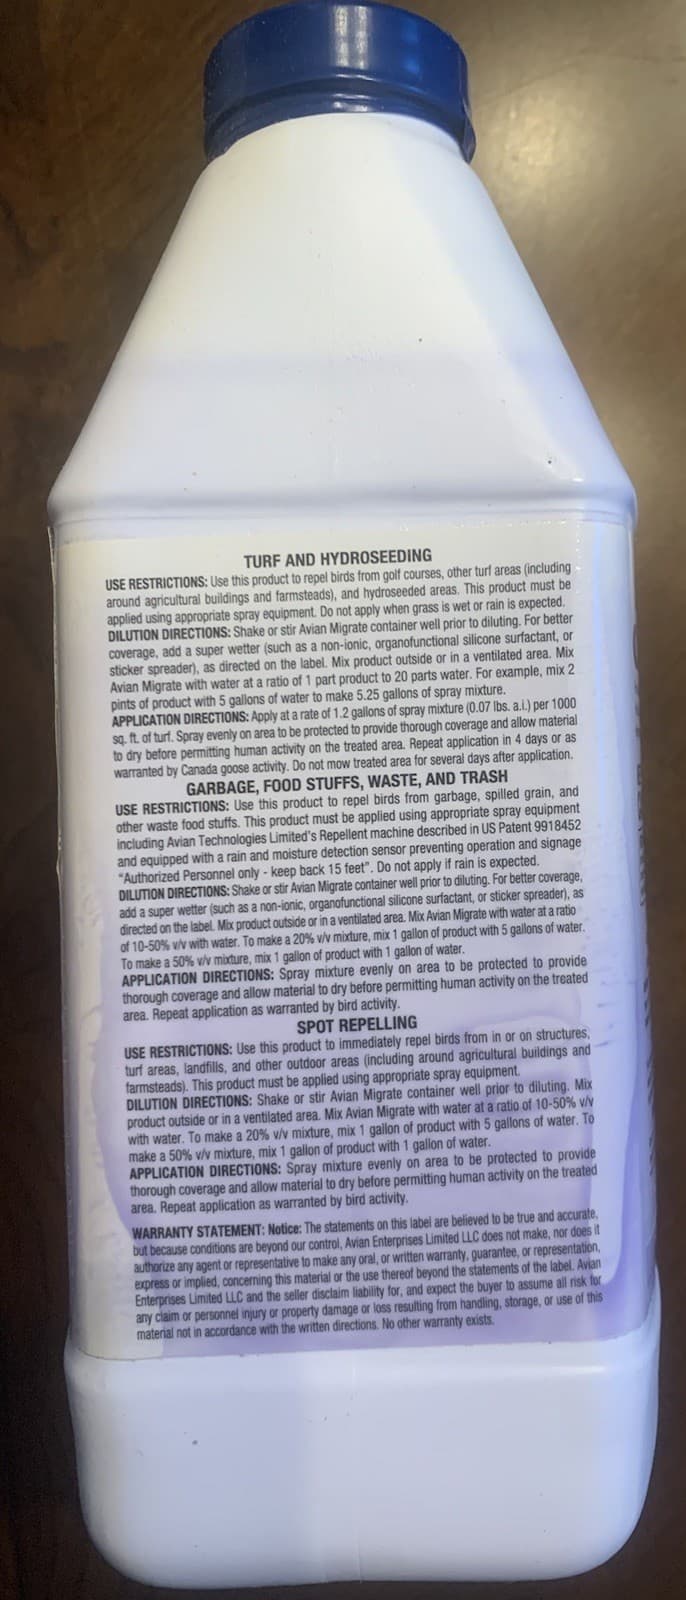 TURF AND HYDROSEEDING
USE RESTRICTIONS: Use this product to repel birds from golf courses, other turf areas (including
around agricultural buildings and farmsteads), and hydroseeded areas. This product must be
applied using appropriate spray equipment. Do not apply when grass is wet or rain is expected.
DILUTION DIRECTIONS: Shake or stir Avian Migrate container well prior to diluting. For better
coverage, add a super wetter (such as a non-ionic, organofunctional silicone surfactant, or
sticker spreader), as directed on the label. Mix product outside or in a ventilated area. Mix
Avian Migrate with water at a ratio of 1 part product to 20 parts water. For example, mix 2
pints of product with 5 gallons of water to make 5.25 gallons of spray mixture.
APPLICATION DIRECTIONS: Apply at a rate of 1.2 gallons of spray mixture (0.07 lbs. a.i.) per 1000
sq. ft. of turf. Spray evenly on area to be protected to provide thorough coverage and allow material
to dry before permitting human activity on the treated area. Repeat application in 4 days or as
warranted by Canada goose activity. Do not mow treated area for several days after application.
GARBAGE, FOOD STUFFS, WASTE, AND TRASH
USE RESTRICTIONS: Use this product to repel birds from garbage, spilled grain, and
other waste food stuffs. This product must be applied using appropriate spray equipment
including Avian Technologies Limited's Repellent machine described in US Patent 9918452
and equipped with a rain and moisture detection sensor preventing operation and signage
“Authorized Personnel only - keep back 15 feet”. Do not apply if rain is expected.
DILUTION DIRECTIONS: Shake or stir Avian Migrate container well prior to diluting. For better coverage,
add a super wetter (such as a non-ionic, organofunctional silicone surfactant, or sticker spreader), as
directed on the label. Mix product outside or in a ventilated area. Mix Avian Migrate with water at a ratio
of 10-50% v/v with water. To make a 20% v/v mixture, mix 1 gallon of product with 5 gallons of water.
To make a 50% v/v mixture, mix 1 gallon of product with 1 gallon of water.
APPLICATION DIRECTIONS: Spray mixture evenly on area to be protected to provide
thorough coverage and allow material to dry before permitting human activity on the treated
area. Repeat application as warranted by bird activity.
SPOT REPELLING
USE RESTRICTIONS: Use this product to immediately repel birds from in or on structures,
turf areas, landfills, and other outdoor areas (including around agricultural buildings and
farmsteads). This product must be applied using appropriate spray equipment.
DILUTION DIRECTIONS: Shake or stir Avian Migrate container well prior to diluting. Mix
product outside or in a ventilated area. Mix Avian Migrate with water at a ratio of 10-50% v/v
with water. To make a 20% v/v mixture, mix 1 gallon of product with 5 gallons of water. To
make a 50% v/v mixture, mix 1 gallon of product with 1 gallon of water.
APPLICATION DIRECTIONS: Spray mixture evenly on area to be protected to provide
thorough coverage and allow material to dry before permitting human activity on the treated
area. Repeat application as warranted by bird activity.
WARRANTY STATEMENT: Notice: The statements on this label are believed to be true and accurate,
but because conditions are beyond our control, Avian Enterprises Limited LLC does not make, nor does it
authorize any agent or representative to make any oral, or written warranty, guarantee, or representation,
express or implied, concerning this material or the use thereof beyond the statements of the label. Avian
Enterprises Limited LLC and the seller disclaim liability for, and expect the buyer to assume all risk for
any claim or personnel injury or property damage or loss resulting from handling, storage, or use of this
material not in accordance with the written directions. No other warranty exists.